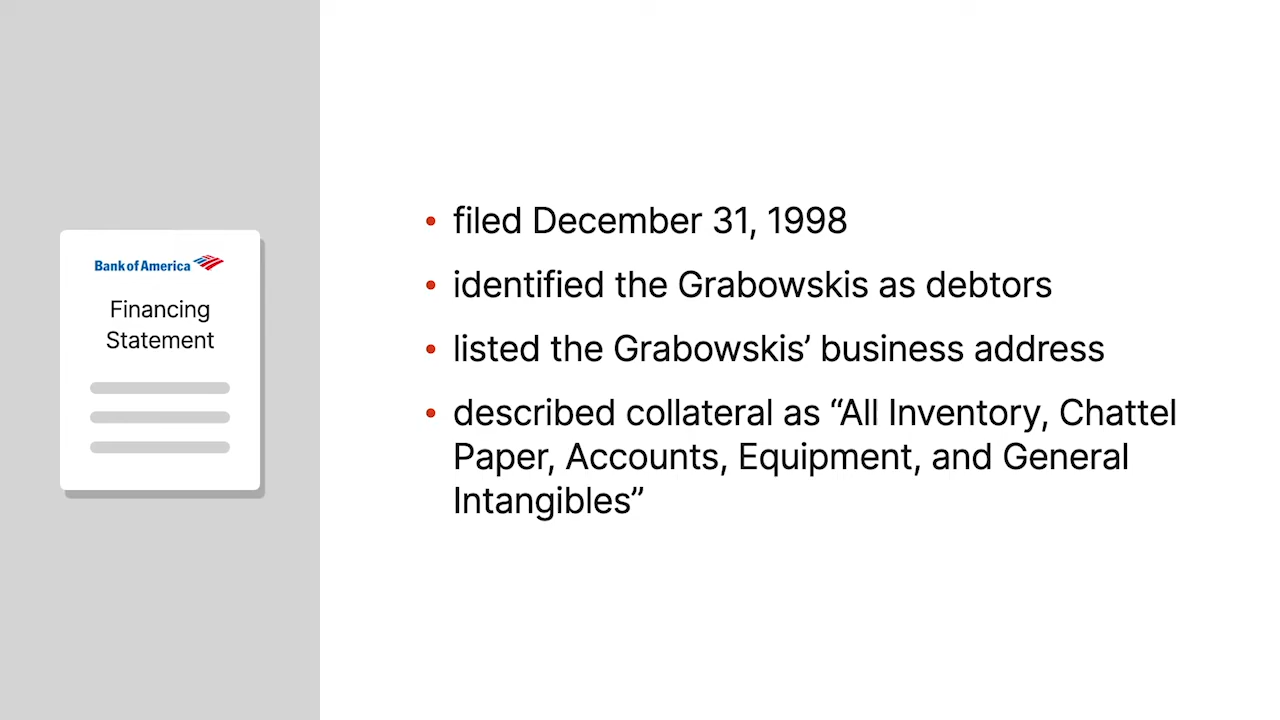 Bank of America
Financing
Statement
• filed December 31, 1998
• identified the Grabowskis as debtors
• listed the Grabowskis’ business address
• described collateral as “All Inventory, Chattel
Paper, Accounts, Equipment, and General
Intangibles”